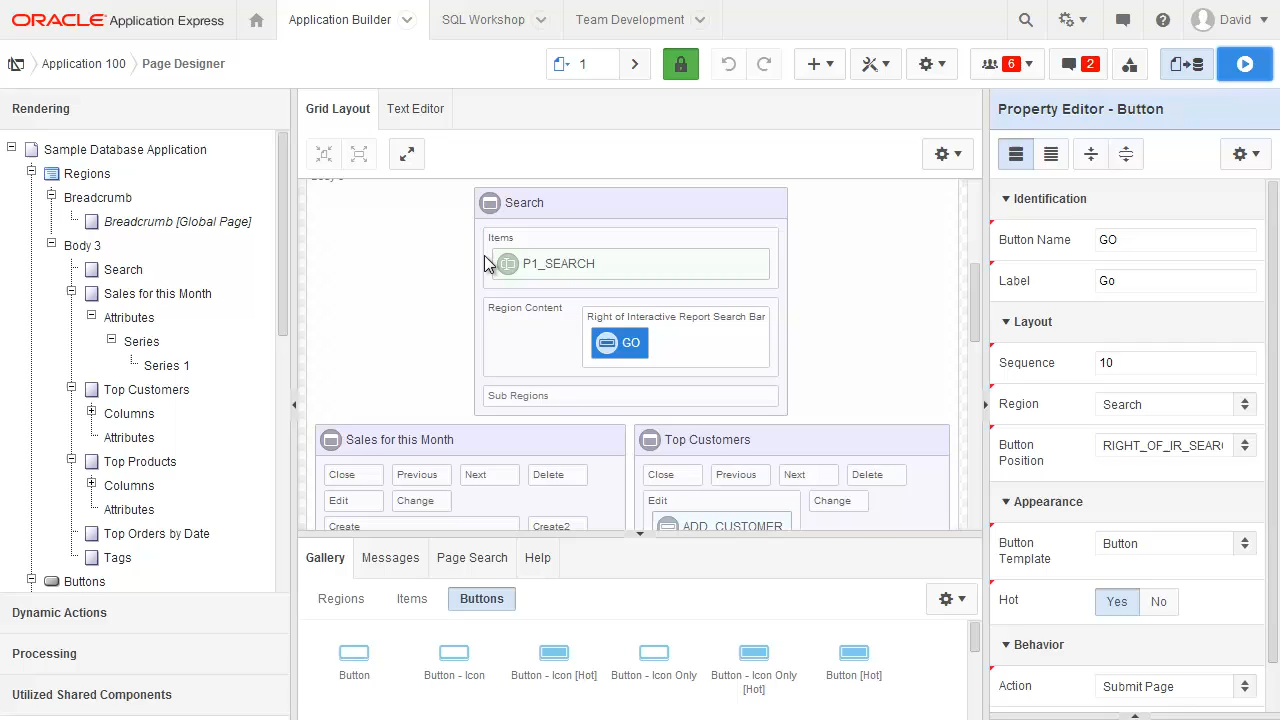 ORACLE Application Express
Application Builder
SQL Workshop
Team Development
David
Application 100
Page Designer
1
6
2
Rendering
Sample Database Application
Regions
Breadcrumb
Breadcrumb [Global Page]
Body 3
Search
Sales for this Month
Attributes
Series
Series 1
Top Customers
Columns
Attributes
Top Products
Columns
Attributes
Top Orders by Date
Tags
Buttons
Dynamic Actions
Processing
Utilized Shared Components
Grid Layout
Text Editor
Search
Items
P1_SEARCH
Region Content
Right of Interactive Report Search Bar
GO
Sub Regions
Sales for this Month
Close
Previous
Next
Delete
Edit
Change
Create
Create2
Top Customers
Close
Previous
Next
Delete
Edit
Change
ADD_CUSTOMER
Gallery
Messages
Page Search
Help
Regions
Items
Buttons
Button
Button - Icon
Button - Icon [Hot]
Button - Icon Only
Button - Icon Only
[Hot]
Button [Hot]
Property Editor - Button
Identification
Button Name
GO
Label
Go
Layout
Sequence
10
Region
Search
Button
Position
RIGHT_OF_IR_SEAR
Appearance
Button
Template
Button
Hot
Yes
No
Behavior
Action
Submit Page